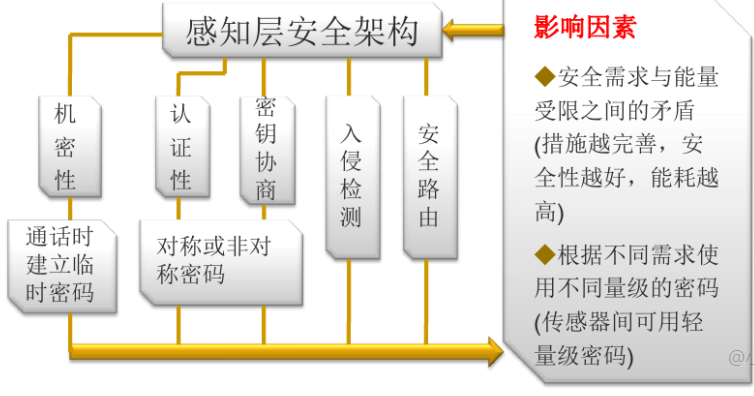 感知层安全架构
机密性
认证性
密钥协商
入侵检测
安全路由
通话时
建立临
时密码
对称或非对
称密码
影响因素
◆安全需求与能量
受限之间的矛盾
(措施越完善，安
全性越好，能耗越
高)
◆根据不同需求使
用不同量级的密码
(传感器间可用轻
量级密码)